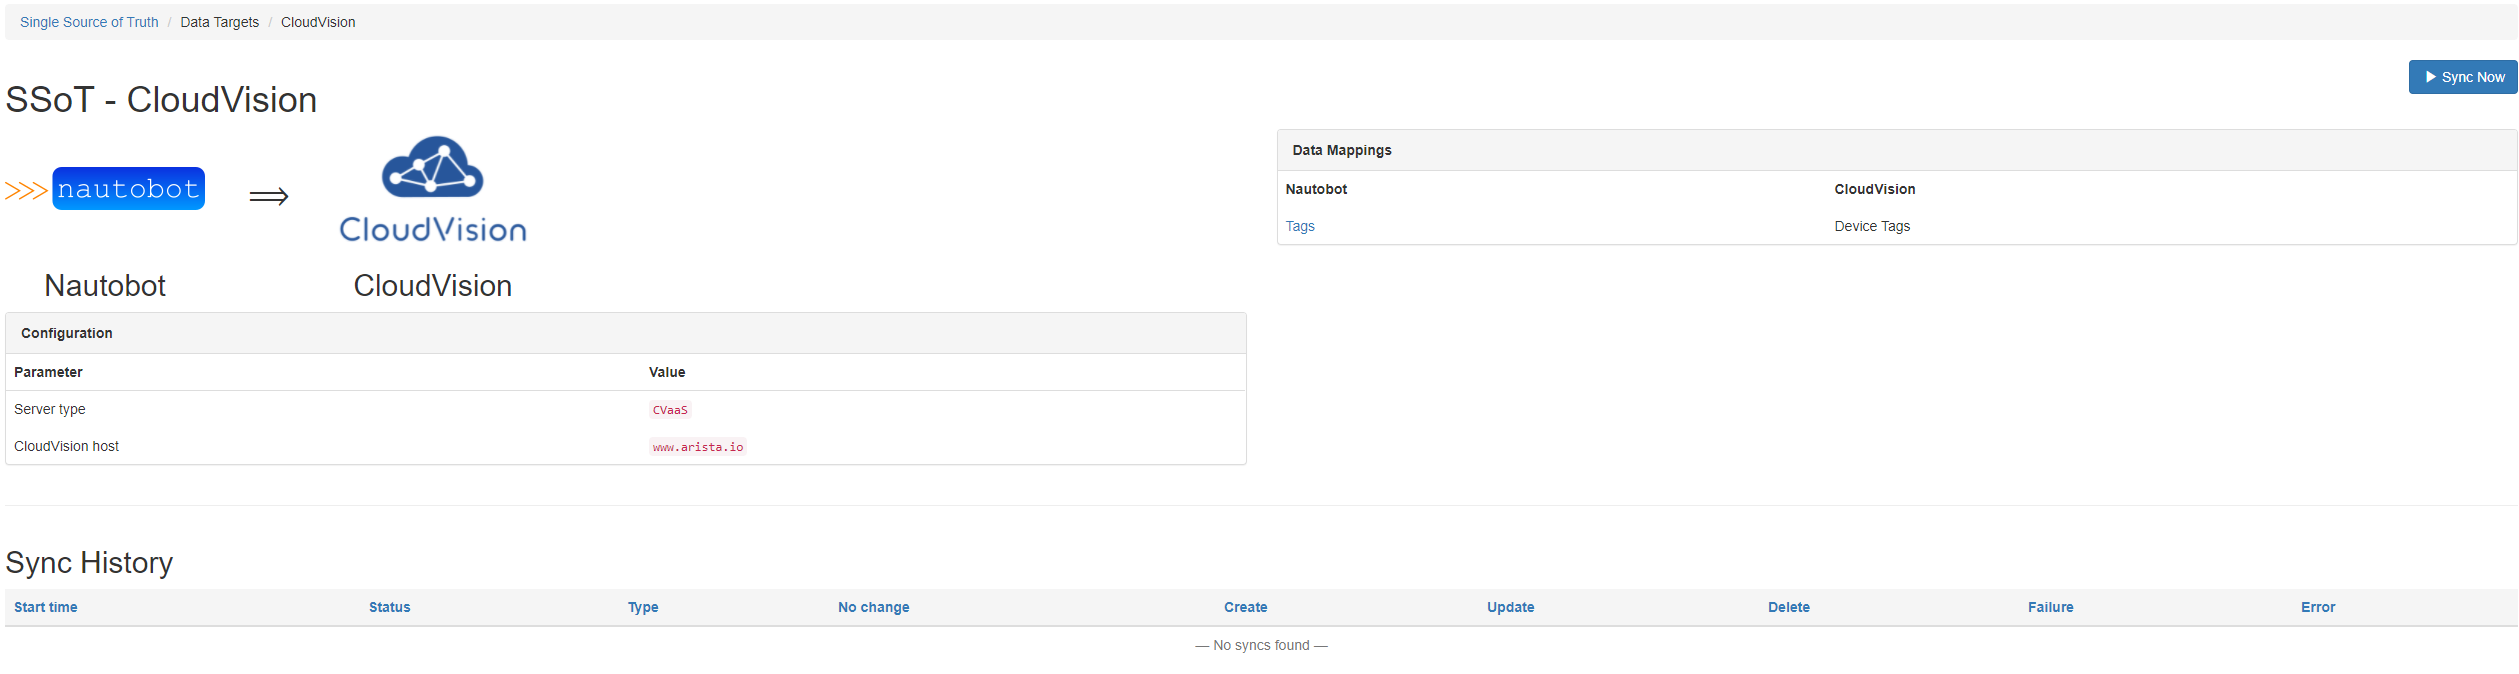 Single Source of Truth / Data Targets / CloudVision
Sync Now
SSoT - CloudVision
>>> nautobot
CloudVision
Nautobot CloudVision
Data Mappings
Nautobot CloudVision
Tags Device Tags
Configuration
Parameter Value
Server type CVaaS
CloudVision host www.arista.io
Sync History
Start time Status Type No change Create Update Delete Failure Error
— No syncs found —